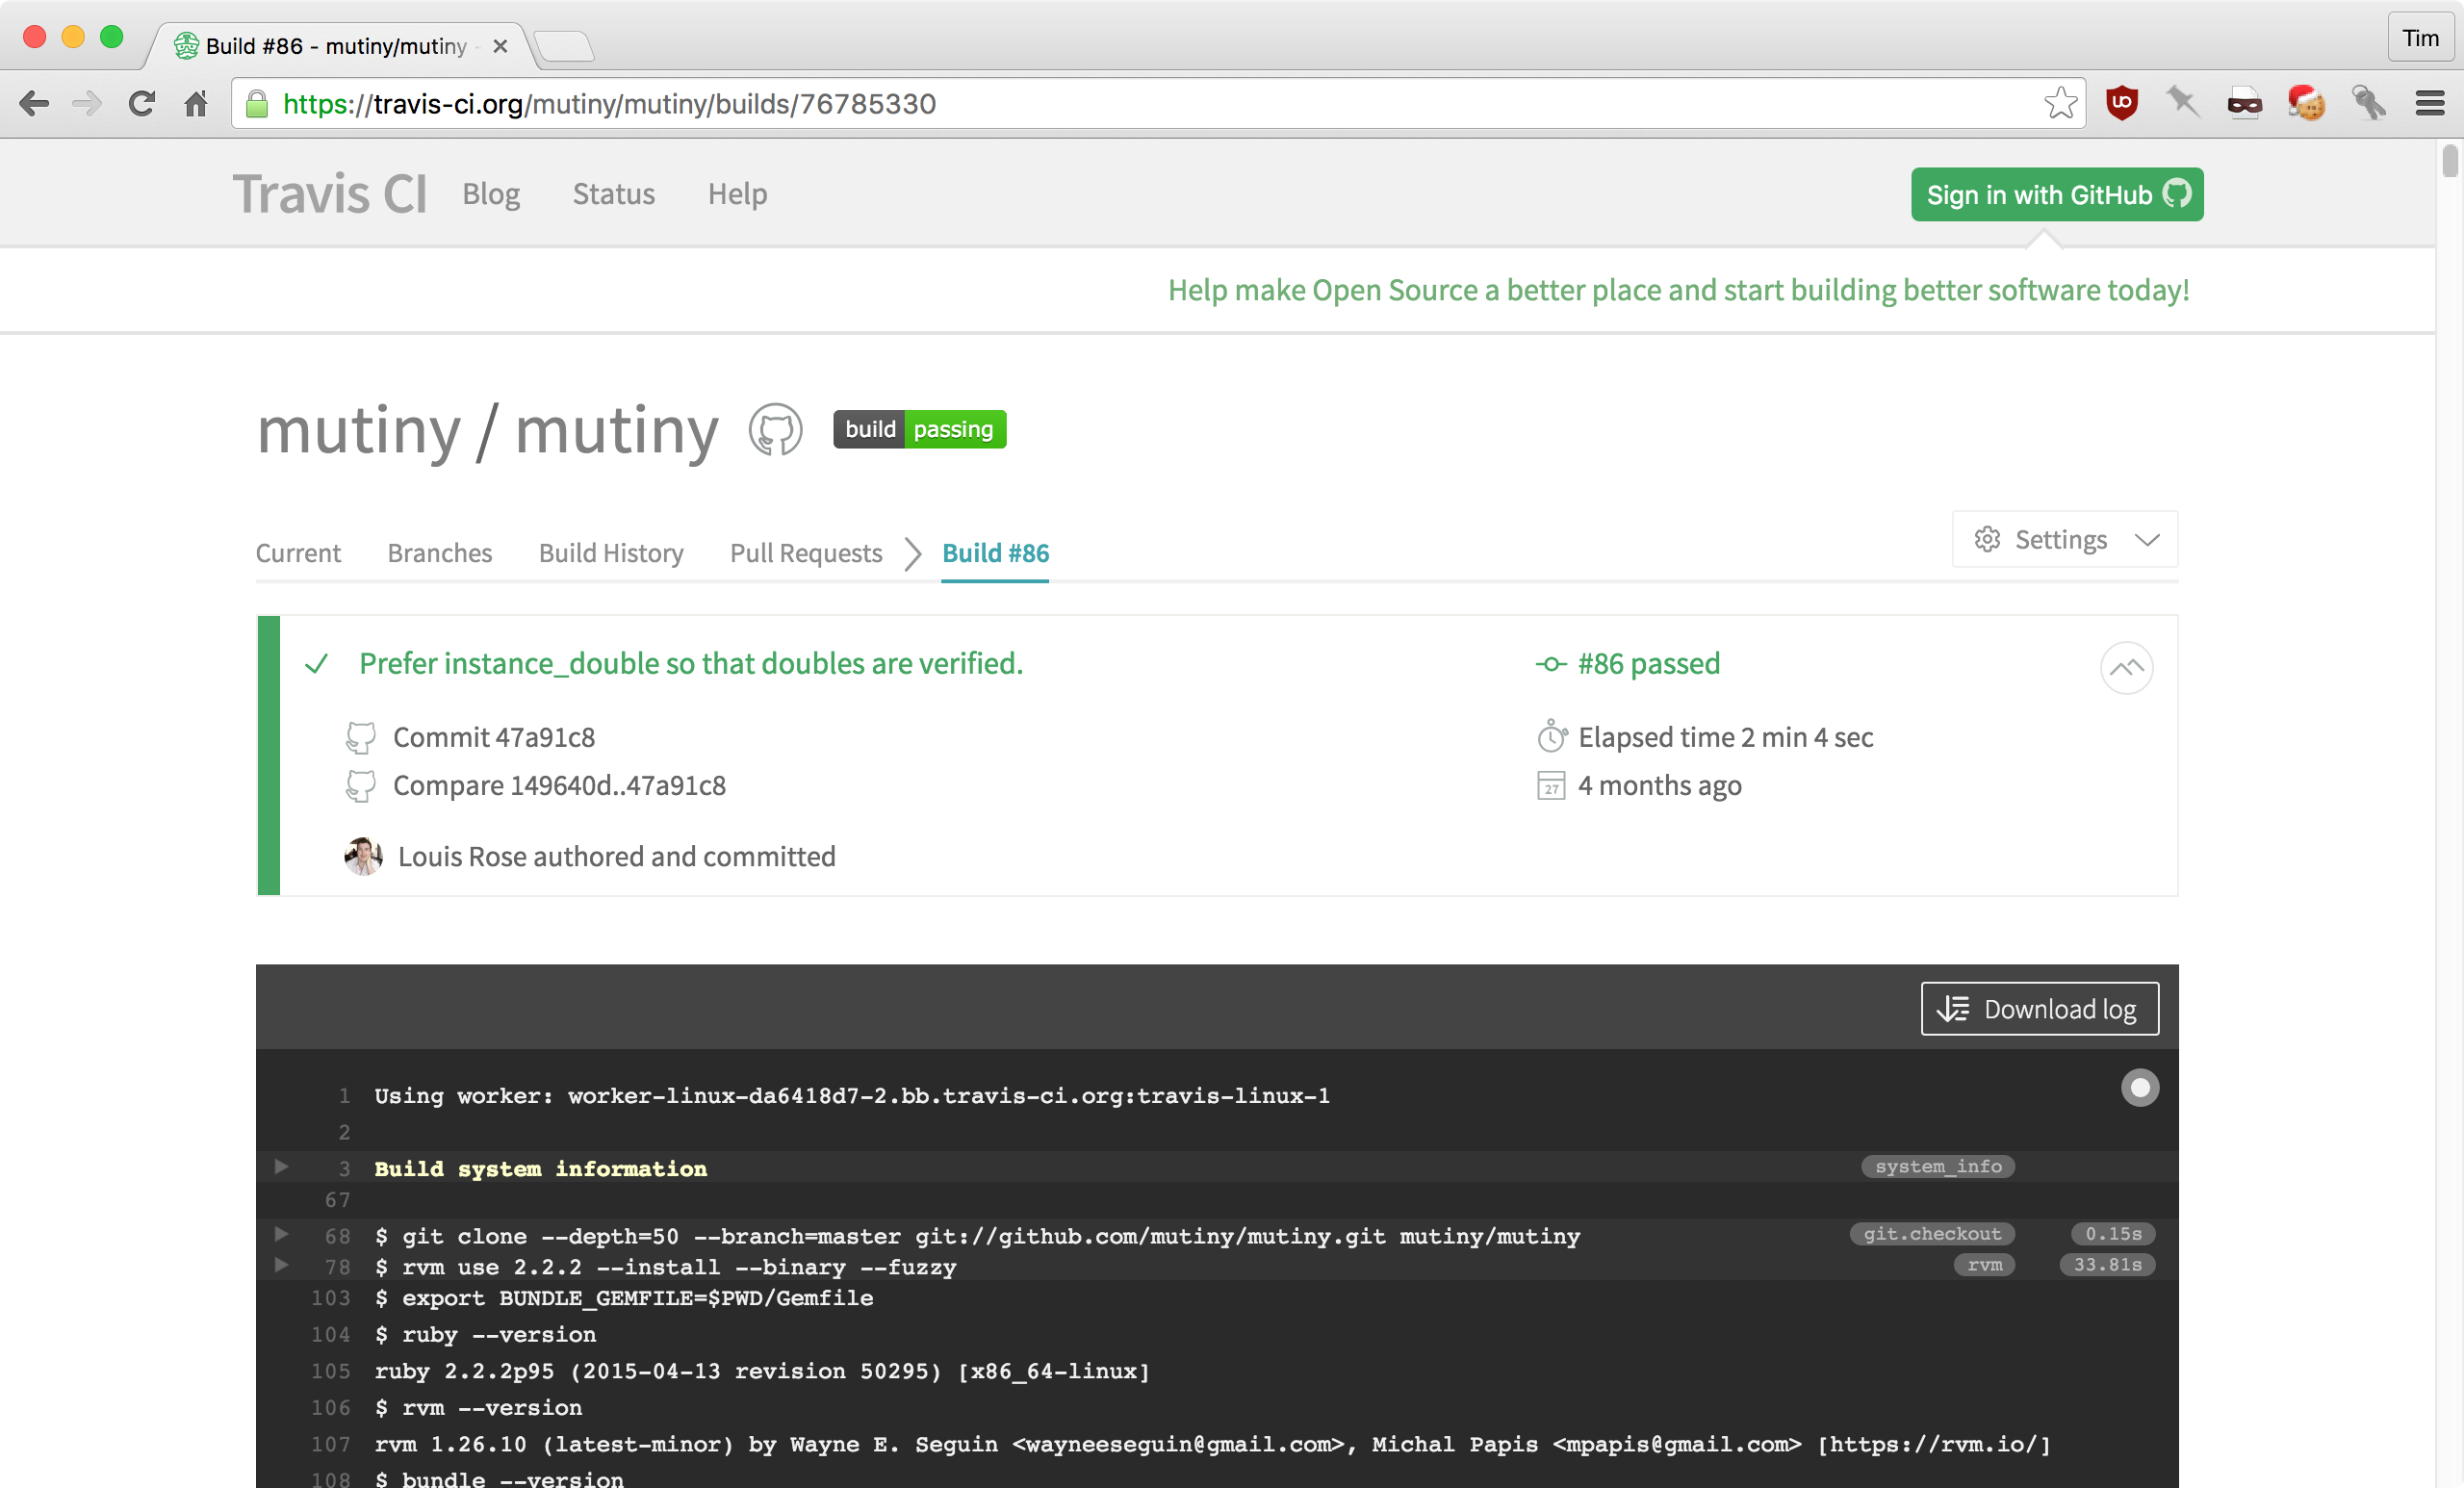 Build #86 - mutiny/mutiny
Tim
https://travis-ci.org/mutiny/mutiny/builds/76785330
Travis CI Blog Status Help Sign in with GitHub
Help make Open Source a better place and start building better software today!
mutiny / mutiny build passing
Current Branches Build History Pull Requests Build #86 Settings
Prefer instance_double so that doubles are verified. #86 passed
Commit 47a91c8 Elapsed time 2 min 4 sec
Compare 149640d..47a91c8 27 4 months ago
Louis Rose authored and committed
Download log
1 Using worker: worker-linux-da6418d7-2.bb.travis-ci.org:travis-linux-1
2
3 Build system information system_info
67
68 $ git clone --depth=50 --branch=master git://github.com/mutiny/mutiny.git mutiny/mutiny git.checkout 0.15s
78 $ rvm use 2.2.2 --install --binary --fuzzy rvm 33.81s
103 $ export BUNDLE_GEMFILE=$PWD/Gemfile
104 $ ruby --version
105 ruby 2.2.2p95 (2015-04-13 revision 50295) [x86_64-linux]
106 $ rvm --version
107 rvm 1.26.10 (latest-minor) by Wayne E. Seguin <wayneeseguin@gmail.com>, Michal Papis <mpapis@gmail.com> [https://rvm.io/]
108 $ bundle --version